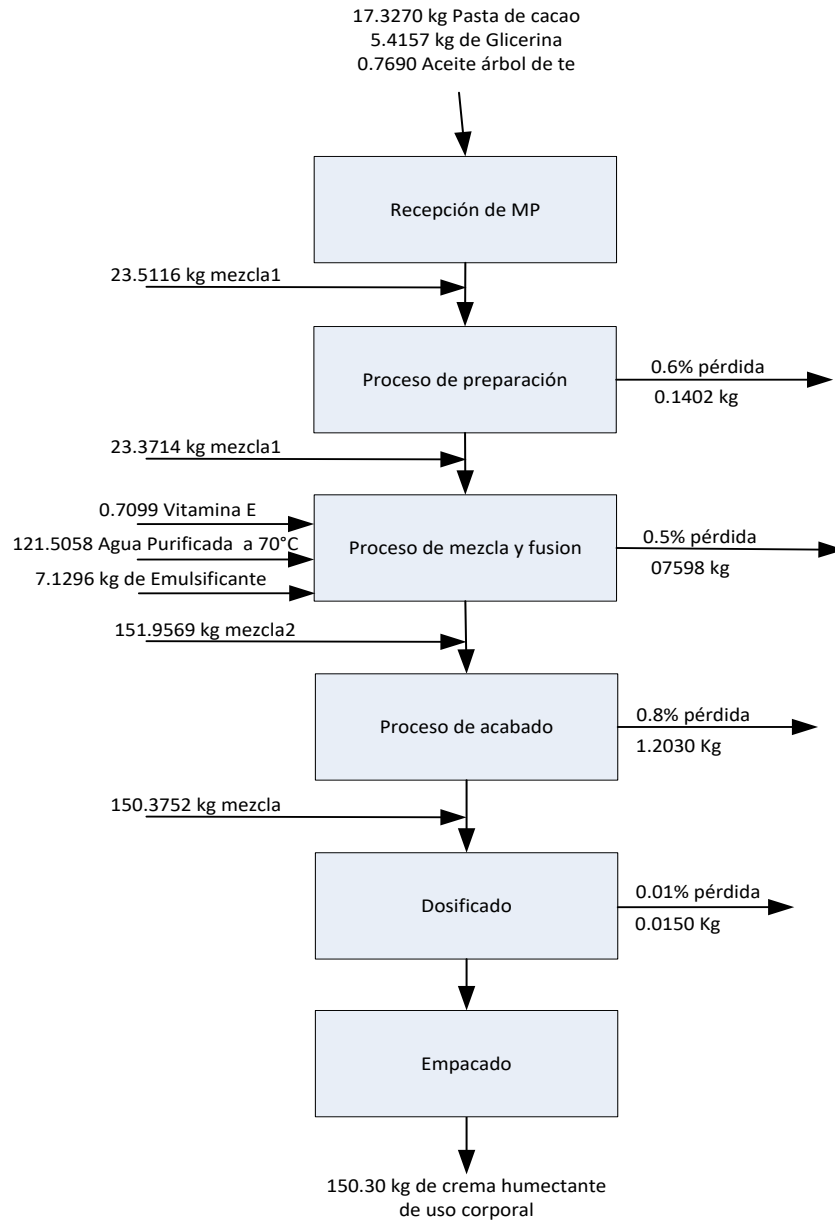 17.3270 kg Pasta de cacao
5.4157 kg de Glicerina
0.7690 Aceite árbol de te
Recepción de MP
23.5116 kg mezcla1
Proceso de preparación
0.6% pérdida
0.1402 kg
23.3714 kg mezcla1
0.7099 Vitamina E
121.5058 Agua Purificada a 70°C
7.1296 kg de Emulsificante
Proceso de mezcla y fusion
0.5% pérdida
07598 kg
151.9569 kg mezcla2
Proceso de acabado
0.8% pérdida
1.2030 Kg
150.3752 kg mezcla
Dosificado
0.01% pérdida
0.0150 Kg
Empacado
150.30 kg de crema humectante
de uso corporal